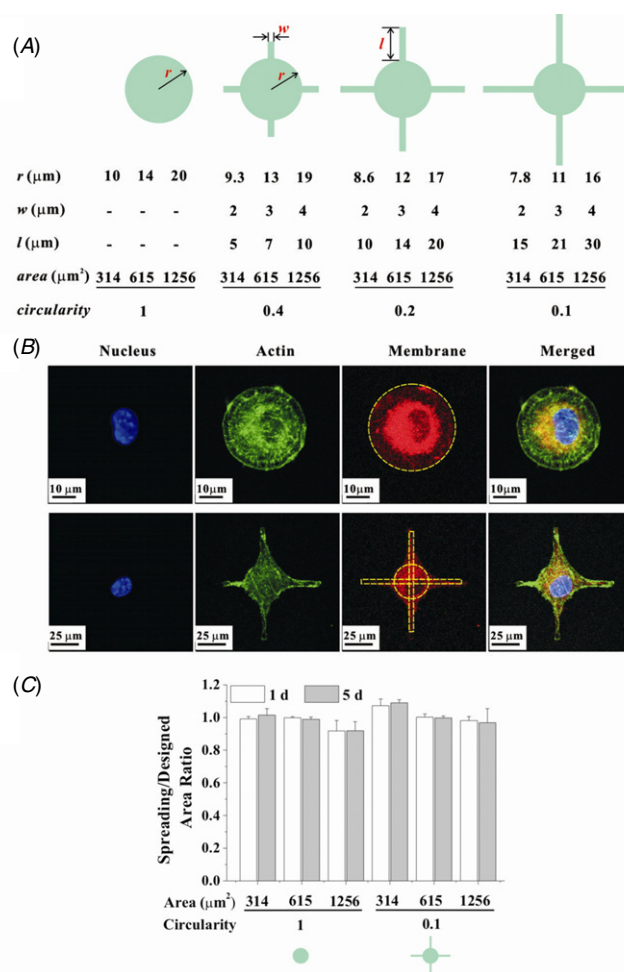 (A)
w
r
r
l
r (μm) 10 14 20 9.3 13 19 8.6 12 17 7.8 11 16
w (μm) - - - 2 3 4 2 3 4 2 3 4
l (μm) - - - 5 7 10 10 14 20 15 21 30
area (μm²) 314 615 1256 314 615 1256 314 615 1256 314 615 1256
circularity 1 0.4 0.2 0.1
(B)
Nucleus Actin Membrane Merged
10 μm 10 μm 10μm 10 μm
25 μm 25 μm 25 μm 25 μm
(C)
Spreading/Designed
Area Ratio
1.2
1.0
0.8
0.6
0.4
0.2
0.0
1 d 5 d
Area (μm²) 314 615 1256 314 615 1256
Circularity 1 0.1